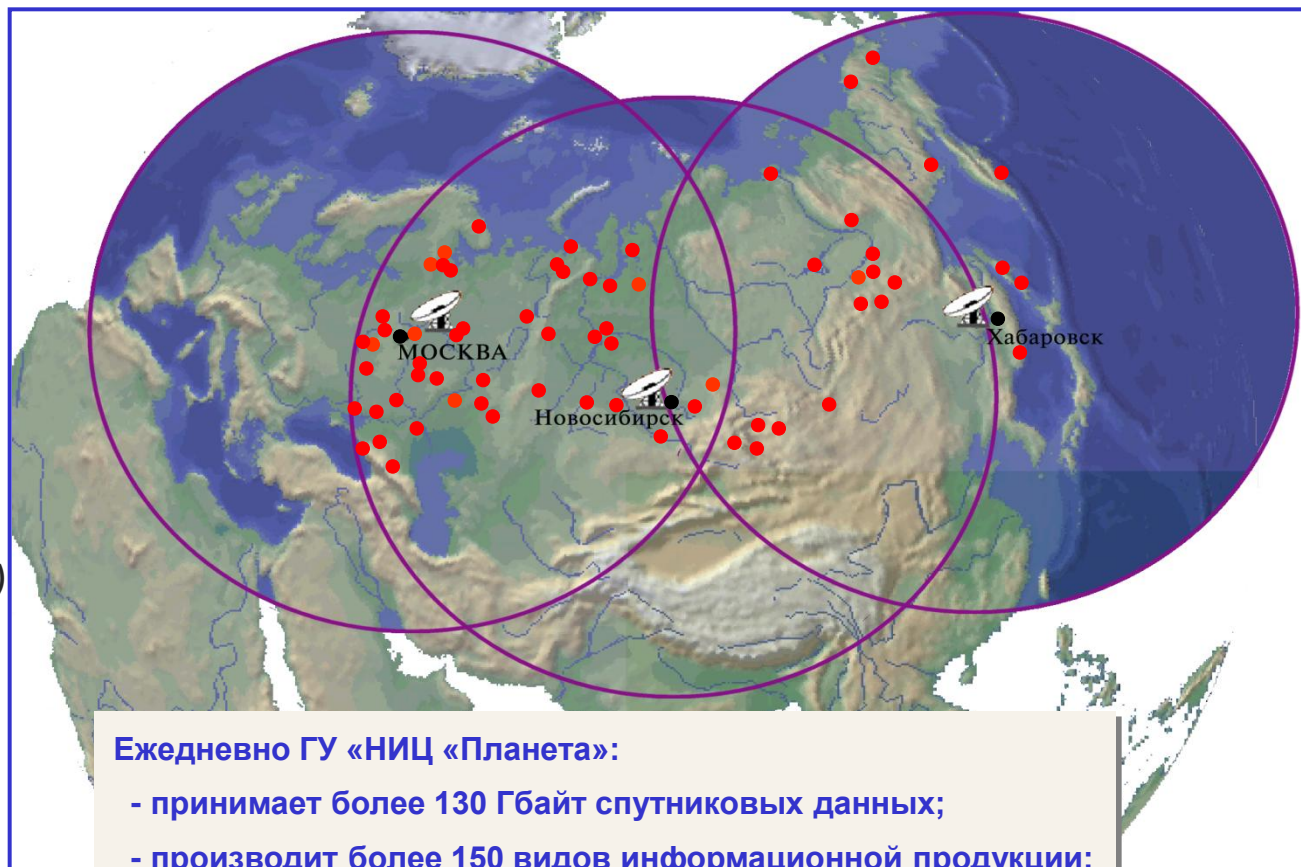 МОСКВА
Хабаровск
Новосибирск
)
Ежедневно ГУ «НИЦ «Планета»:
- принимает более 130 Гбайт спутниковых данных;
- производит более 150 видов информационной продукции;